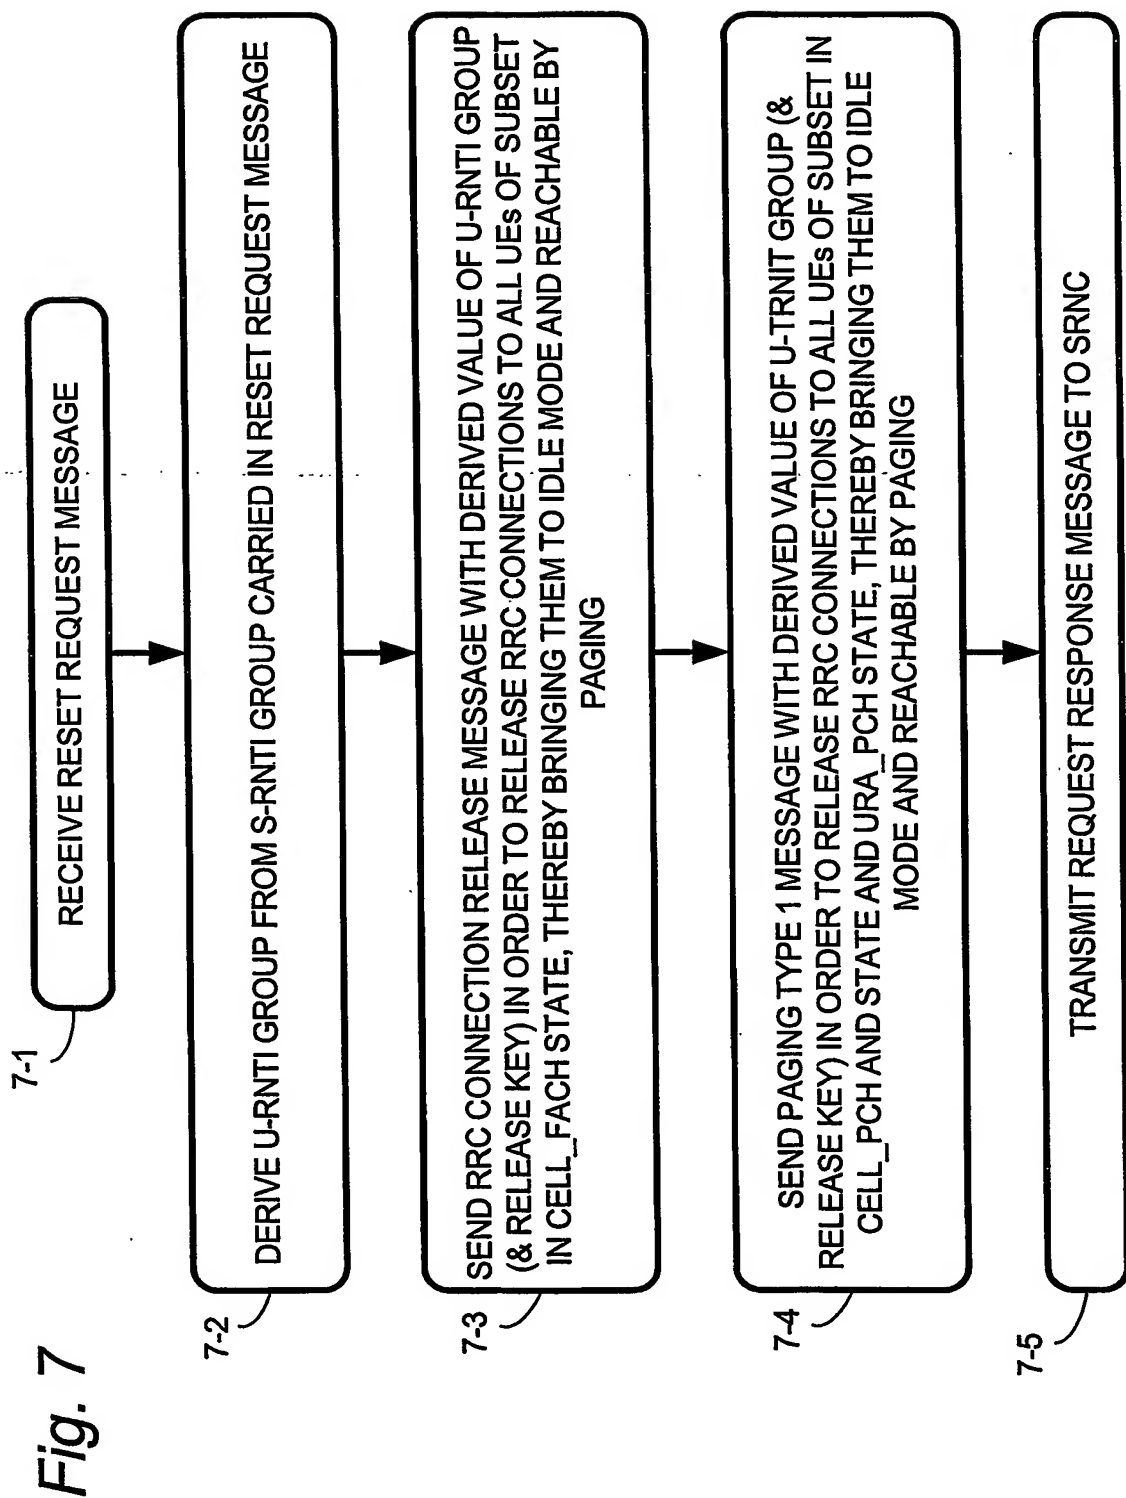 Fig. 7
7-1
RECEIVE RESET REQUEST MESSAGE
7-2
DERIVE U-RNTI GROUP FROM S-RNTI GROUP CARRIED IN RESET REQUEST MESSAGE
7-3
SEND RRC CONNECTION RELEASE MESSAGE WITH DERIVED VALUE OF U-RNTI GROUP
(& RELEASE KEY) IN ORDER TO RELEASE RRC CONNECTIONS TO ALL UEs OF SUBSET
IN CELL_FACH STATE, THEREBY BRINGING THEM TO IDLE MODE AND REACHABLE BY
PAGING
7-4
SEND PAGING TYPE 1 MESSAGE WITH DERIVED VALUE OF U-TRNIT GROUP (&
RELEASE KEY) IN ORDER TO RELEASE RRC CONNECTIONS TO ALL UEs OF SUBSET IN
CELL_PCH AND STATE AND URA_PCH STATE, THEREBY BRINGING THEM TO IDLE
MODE AND REACHABLE BY PAGING
7-5
TRANSMIT REQUEST RESPONSE MESSAGE TO SRNC